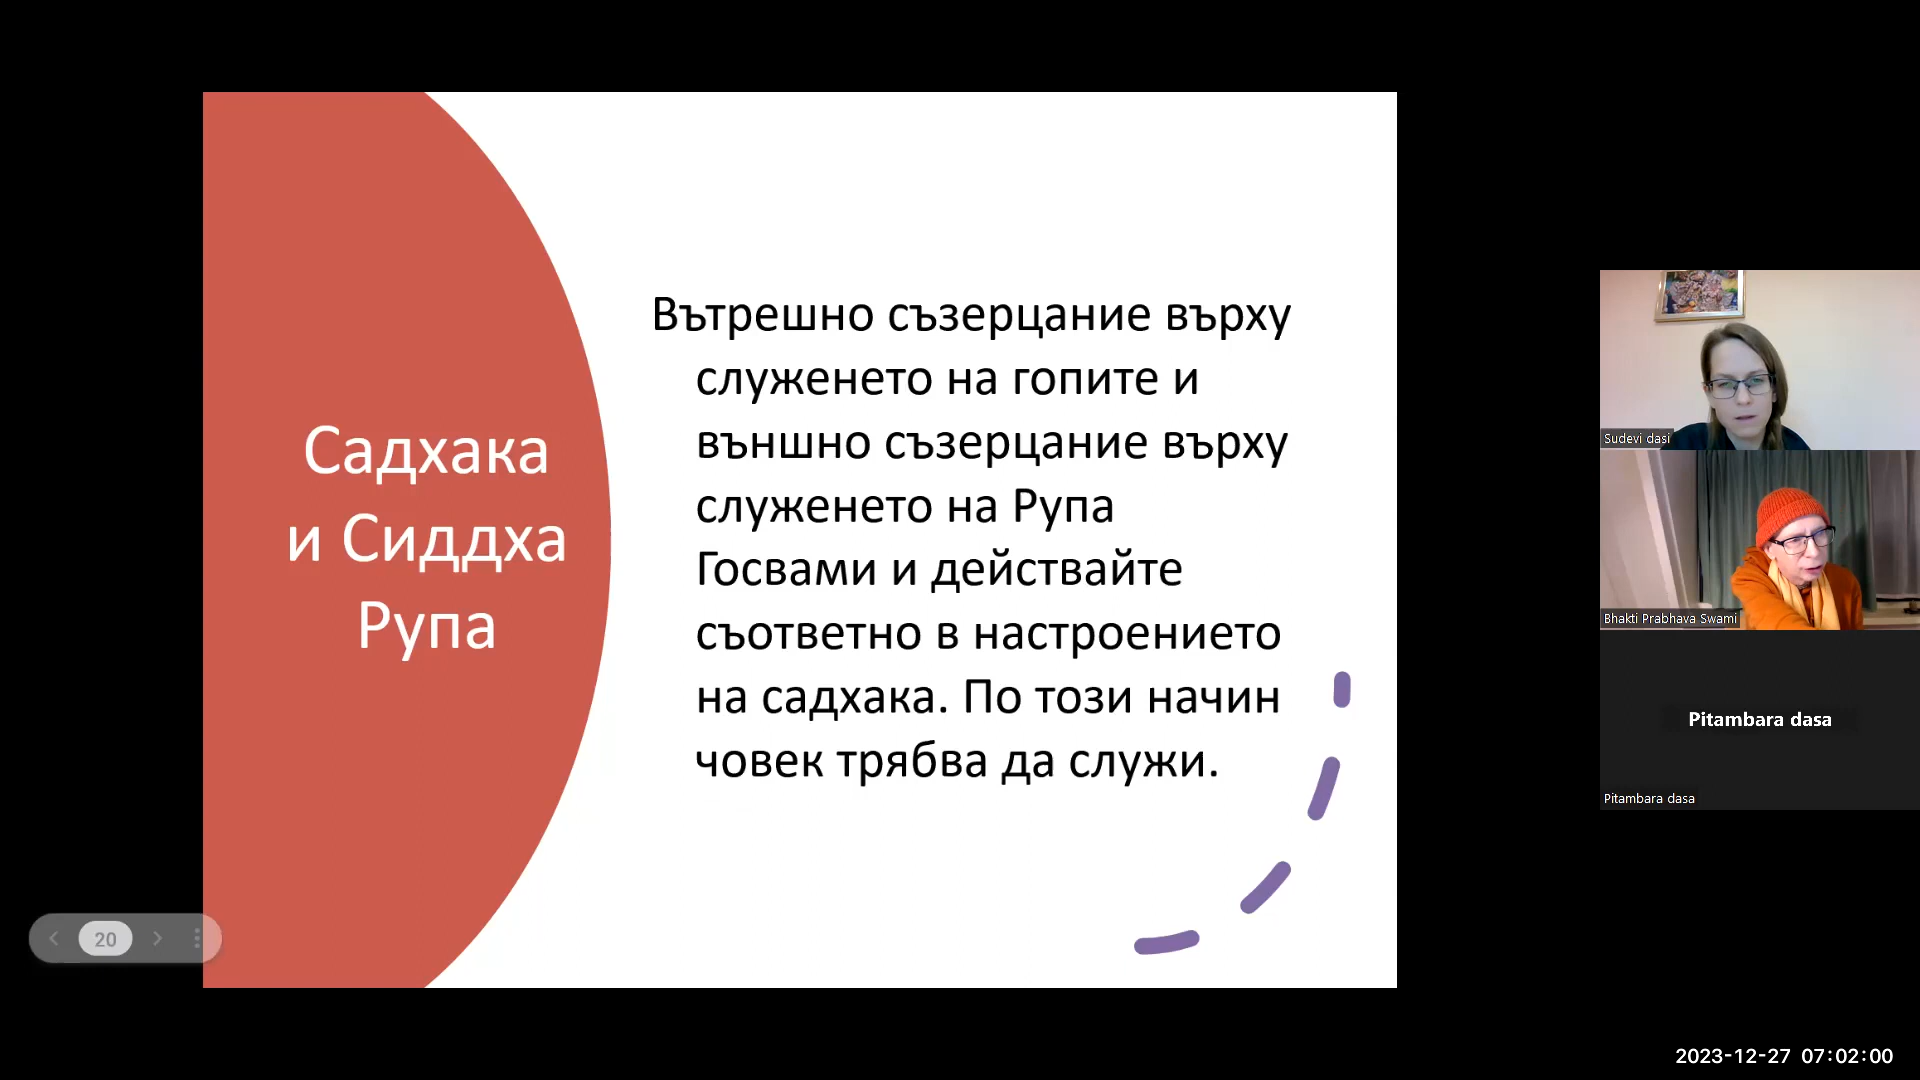 Садхака
и Сиддха
Рупа
Вътрешно съзерцание върху
служенето на гопите и
външно съзерцание върху
служенето на Рупа
Госвами и действайте
съответно в настроението
на садхака. По този начин
човек трябва да служи.
20
Sudevi dasi
Bhakti Prabhava Swami
Pitambara dasa
Pitambara dasa
2023-12-27 07:02:00